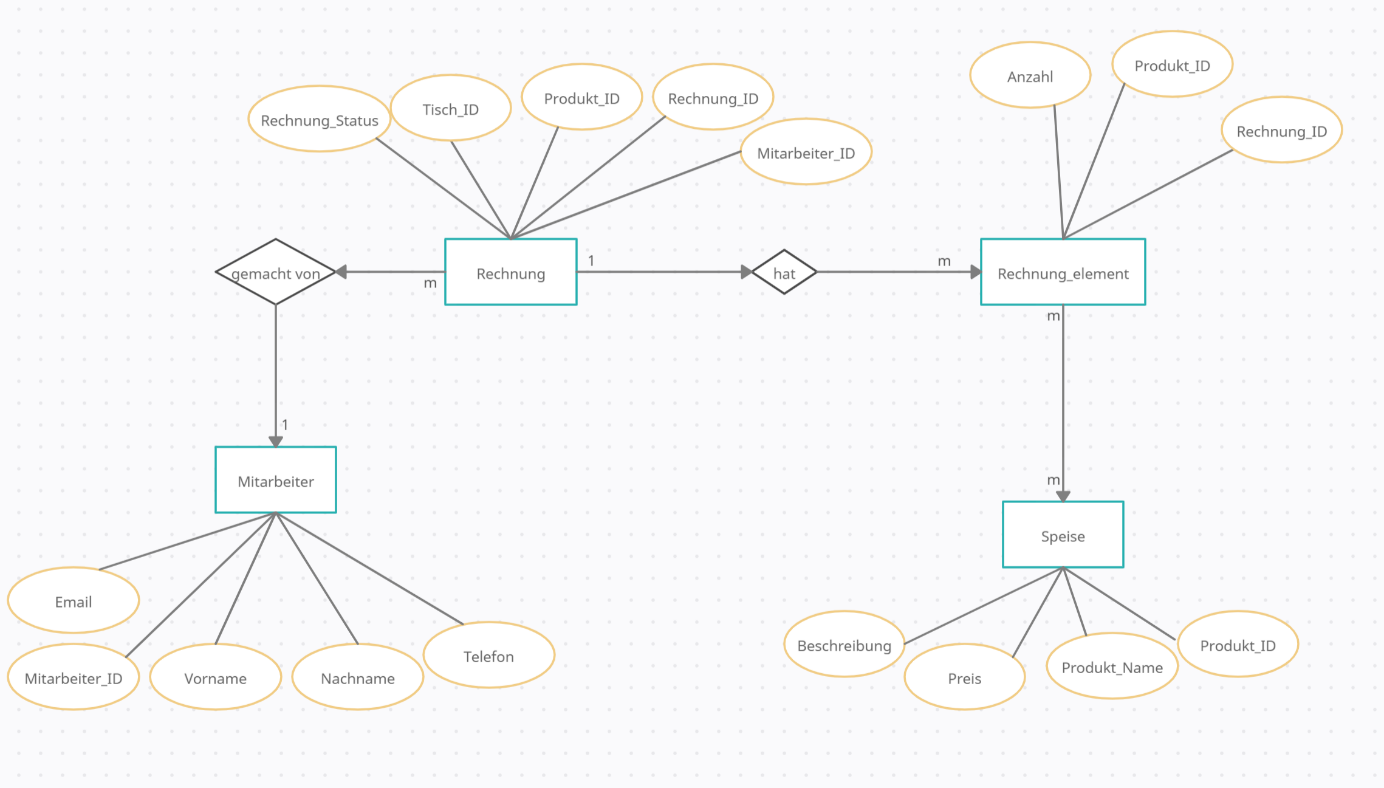 Anzahl
Produkt_ID
Rechnung_Status
Tisch_ID
Produkt_ID
Rechnung_ID
Mitarbeiter_ID
Rechnung_ID
gemacht von
m
Rechnung
1
hat
m
Rechnung_element
m
1
Mitarbeiter
m
Speise
Email
Mitarbeiter_ID
Vorname
Nachname
Telefon
Beschreibung
Preis
Produkt_Name
Produkt_ID